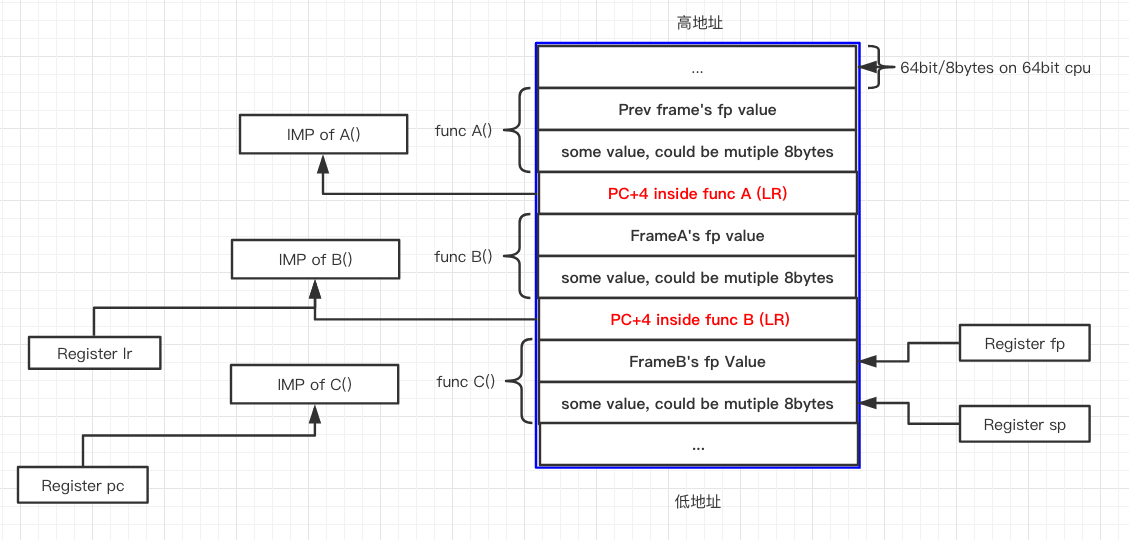 高地址
...
64bit/8bytes on 64bit cpu
Prev frame's fp value
func A()
IMP of A()
some value, could be mutiple 8bytes
PC+4 inside func A (LR)
FrameA's fp value
func B()
IMP of B()
some value, could be mutiple 8bytes
PC+4 inside func B (LR)
Register lr
Register fp
FrameB's fp Value
func C()
IMP of C()
some value, could be mutiple 8bytes
Register sp
...
Register pc
低地址